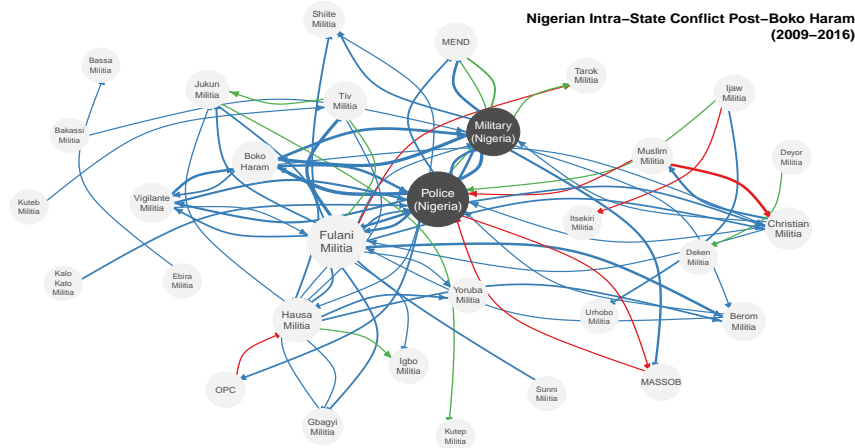 Nigerian Intra−State Conflict Post−Boko Haram
(2009−2016)
Shiite
Militia
MEND
Bassa
Militia
Jukun
Militia
Tiv
Militia
Tarok
Militia
Ijaw
Militia
Bakassi
Militia
Military
(Nigeria)
Boko
Haram
Muslim
Militia
Deyor
Militia
Kuteb
Militia
Vigilante
Militia
Police
(Nigeria)
Itsekiri
Militia
Christian
Militia
Fulani
Militia
Deken
Militia
Kalo
Kato
Militia
Ebira
Militia
Yoruba
Militia
Hausa
Militia
Urhobo
Militia
Berom
Militia
Igbo
Militia
OPC
MASSOB
Sunni
Militia
Gbagyi
Militia
Kutep
Militia